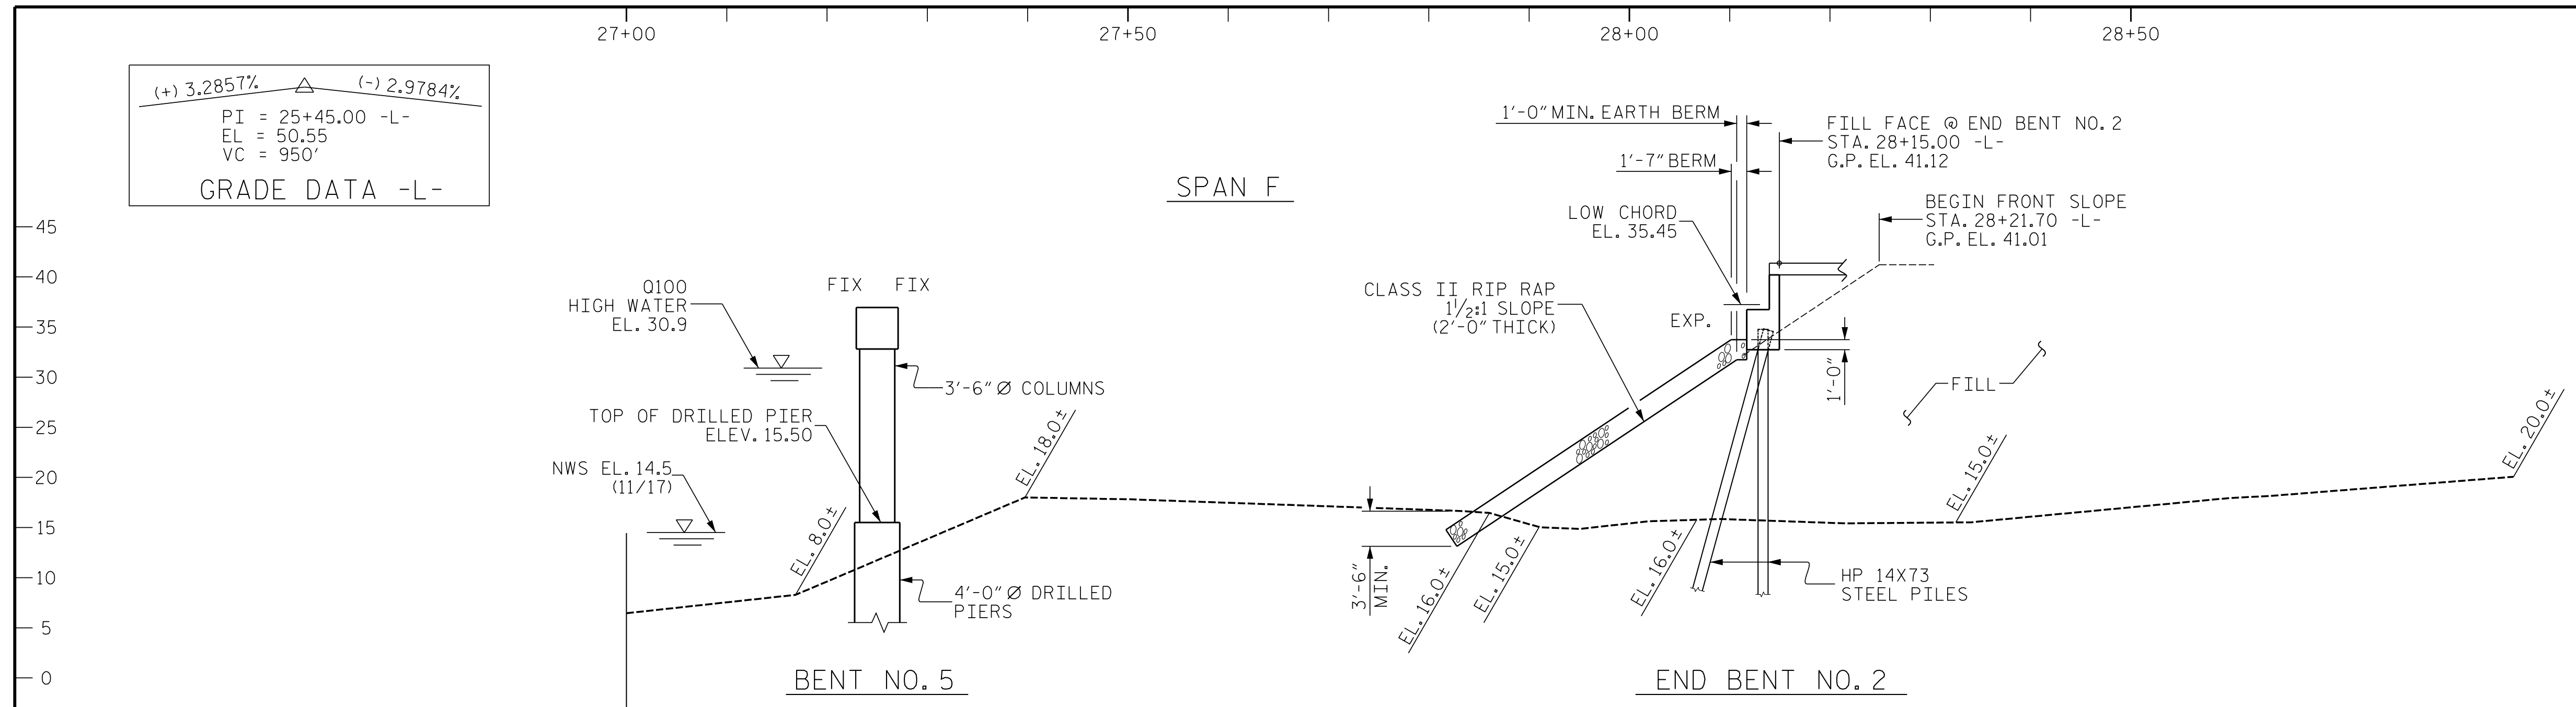 27+00
27+50
28+00
28+50
(+) 3.2857%
(-) 2.9784%
PI = 25+45.00 -L-
EL = 50.55
VC = 950'
GRADE DATA -L-
SPAN F
1'-0" MIN. EARTH BERM
1'-7" BERM
FILL FACE @ END BENT NO. 2
STA. 28+15.00 -L-
G.P. EL. 41.12
LOW CHORD
EL. 35.45
BEGIN FRONT SLOPE
STA. 28+21.70 -L-
G.P. EL. 41.01
45
40
35
30
25
20
15
10
5
0
Q100
HIGH WATER
EL. 30.9
FIX
FIX
CLASS II RIP RAP
1 1/2:1 SLOPE
(2'-0" THICK)
EXP.
3'-6" Ø COLUMNS
TOP OF DRILLED PIER
ELEV. 15.50
NWS EL. 14.5
(11/17)
EL. 8.0±
EL. 18.0±
4'-0" Ø DRILLED
PIERS
1'-0"
FILL
3'-6"
MIN.
EL. 16.0±
EL. 15.0±
EL. 16.0±
EL. 15.0±
EL. 20.0±
HP 14X73
STEEL PILES
BENT NO. 5
END BENT NO. 2